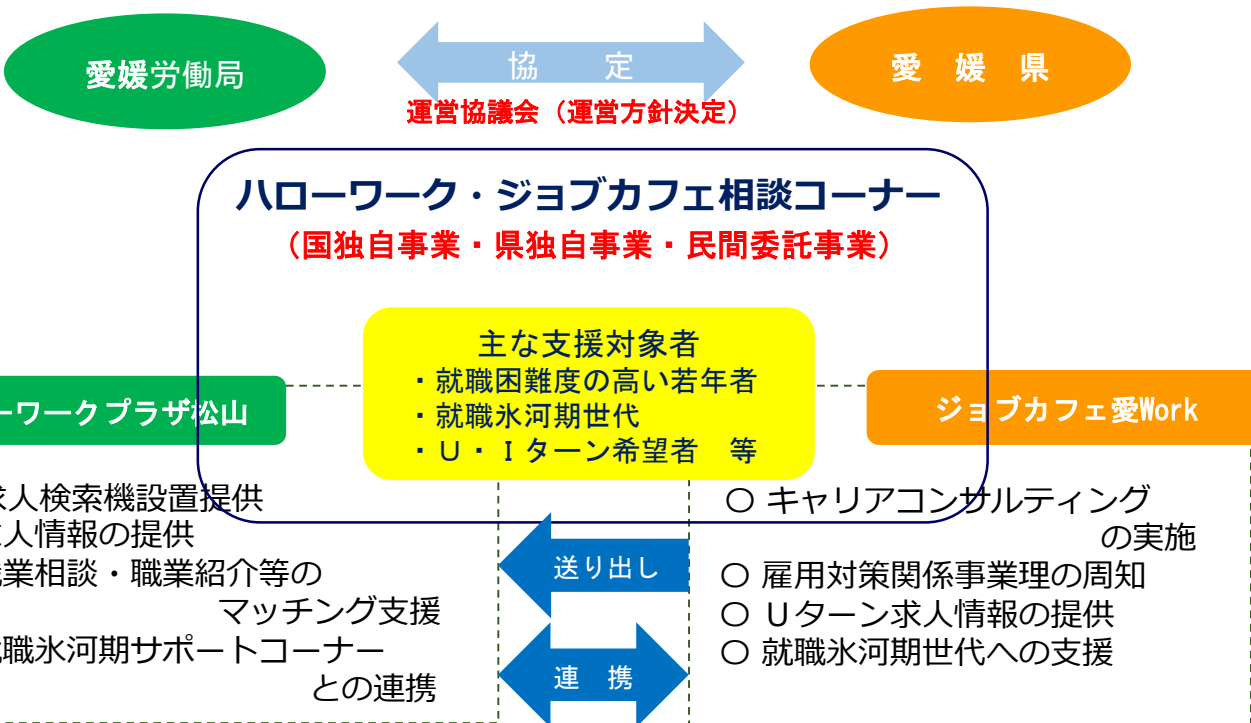 愛媛労働局
協　定
愛　媛　県
運営協議会（運営方針決定）
ハローワーク・ジョブカフェ相談コーナー
（国独自事業・県独自事業・民間委託事業）
主な支援対象者
・就職困難度の高い若年者
・就職氷河期世代
・Ｕ・Ｉターン希望者　等
ーワークプラザ松山
ジョブカフェ愛Work
求人検索機設置提供
求人情報の提供
職業相談・職業紹介等の
マッチング支援
就職氷河期サポートコーナー
との連携
送り出し
連　携
〇 キャリアコンサルティング
の実施
〇 雇用対策関係事業理の周知
〇 Ｕターン求人情報の提供
〇 就職氷河期世代への支援